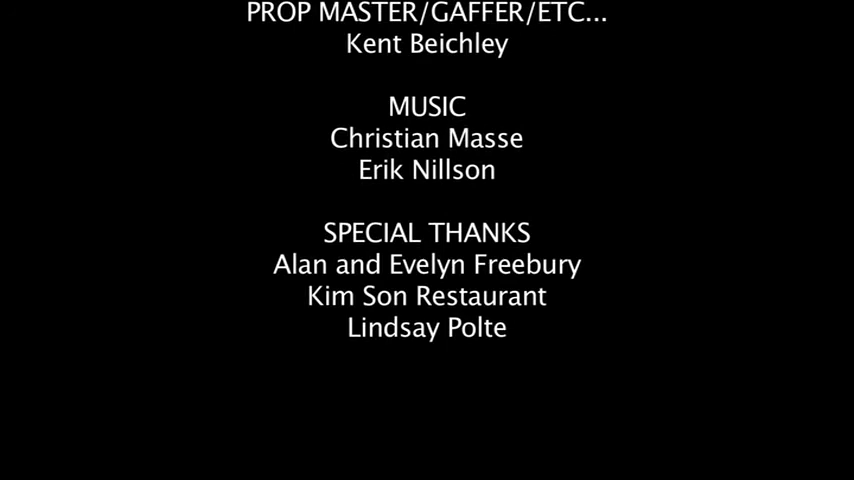 PROP MASTER/GAFFER/ETC...
Kent Beichley
MUSIC
Christian Masse
Erik Nillson
SPECIAL THANKS
Alan and Evelyn Freebury
Kim Son Restaurant
Lindsay Polte